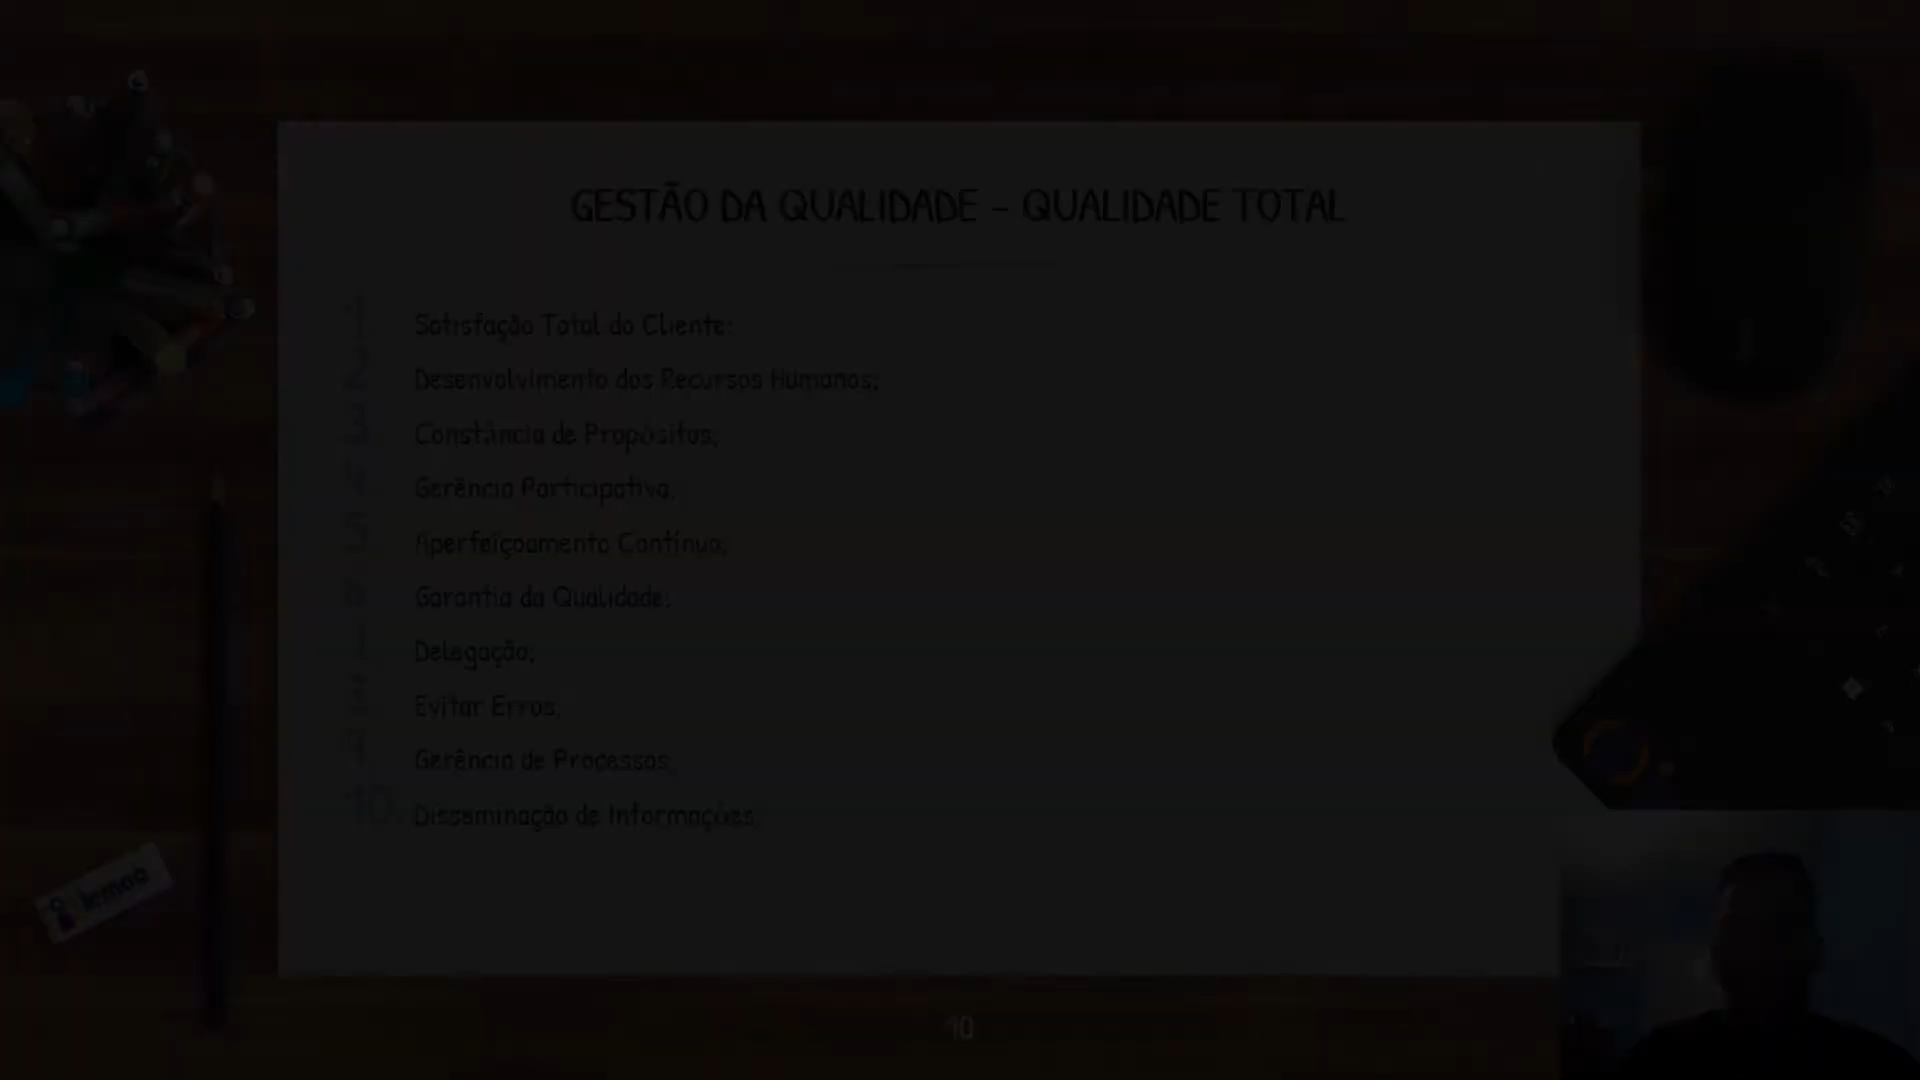 GESTÃO DA QUALIDADE – QUALIDADE TOTAL
1. Satisfação Total do Cliente;
2. Desenvolvimento dos Recursos Humanos;
3. Constância de Propósitos;
4. Gerência Participativa;
5. Aperfeiçoamento Contínuo;
6. Garantia da Qualidade;
7. Delegação;
8. Evitar Erros;
9. Gerência de Processos;
10. Disseminação de Informações.
10